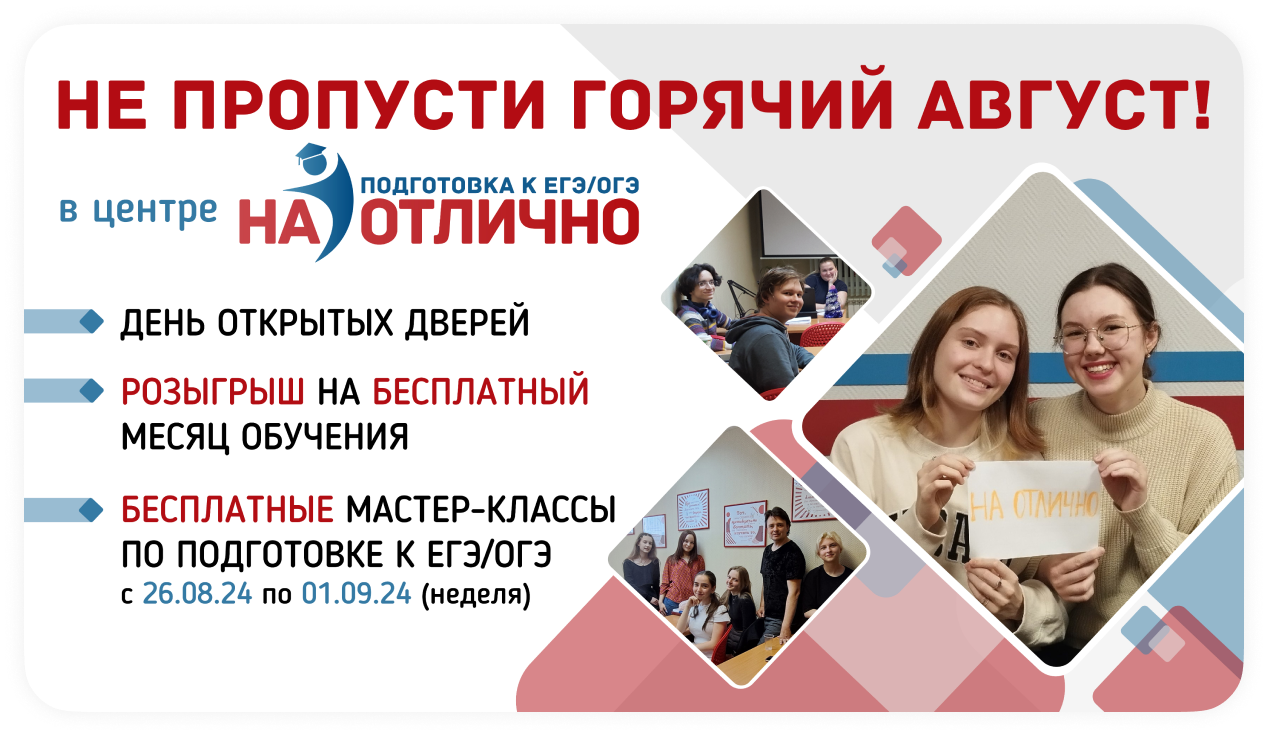 НЕ ПРОПУСТИ ГОРЯЧИЙ АВГУСТ!
в центре
ПОДГОТОВКА К ЕГЭ/ОГЭ
НА ОТЛИЧНО
ДЕНЬ ОТКРЫТЫХ ДВЕРЕЙ
РОЗЫГРЫШ НА БЕСПЛАТНЫЙ
МЕСЯЦ ОБУЧЕНИЯ
БЕСПЛАТНЫЕ МАСТЕР-КЛАССЫ
ПО ПОДГОТОВКЕ К ЕГЭ/ОГЭ
с 26.08.24 по 01.09.24 (неделя)
НА ОТЛИЧНО